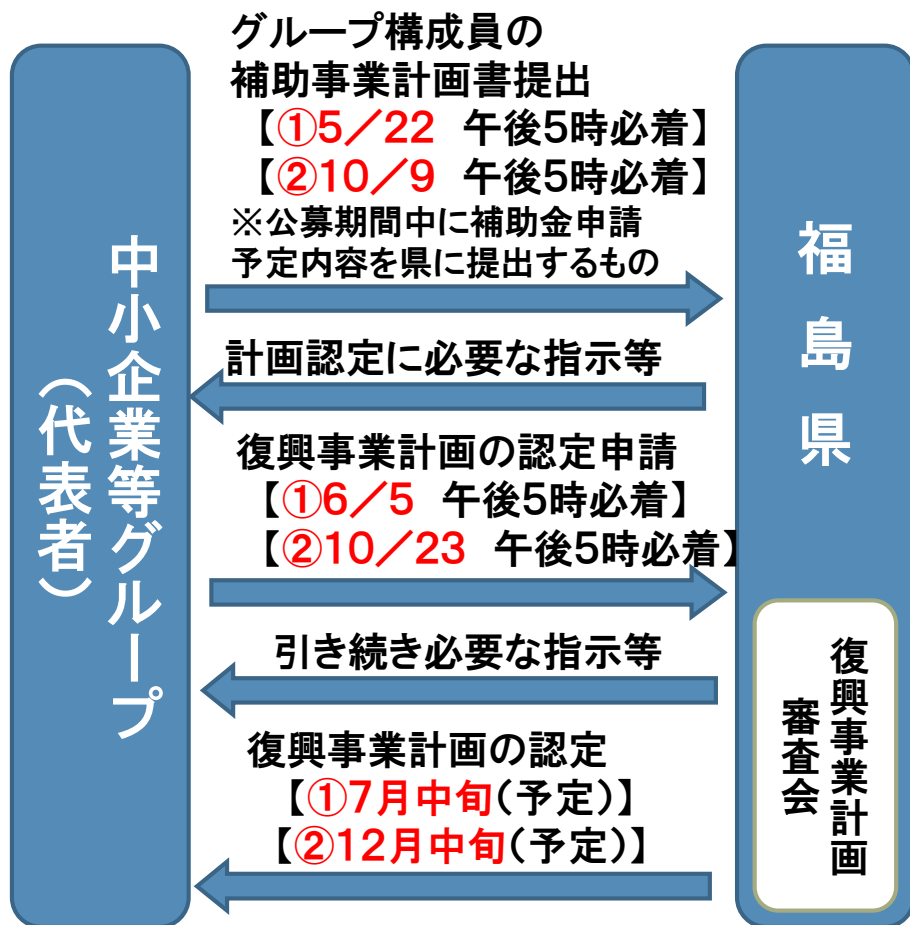 グループ構成員の
補助事業計画書提出
【①5／22 午後5時必着】
【②10／9 午後5時必着】
※公募期間中に補助金申請
予定内容を県に提出するもの
計画認定に必要な指示等
復興事業計画の認定申請
【①6／5 午後5時必着】
【②10／23 午後5時必着】
引き続き必要な指示等
復興事業計画の認定
【①7月中旬(予定)】
【②12月中旬(予定)】
中小企業等グループ
（代表者）
福島県
復興事業計画
審査会